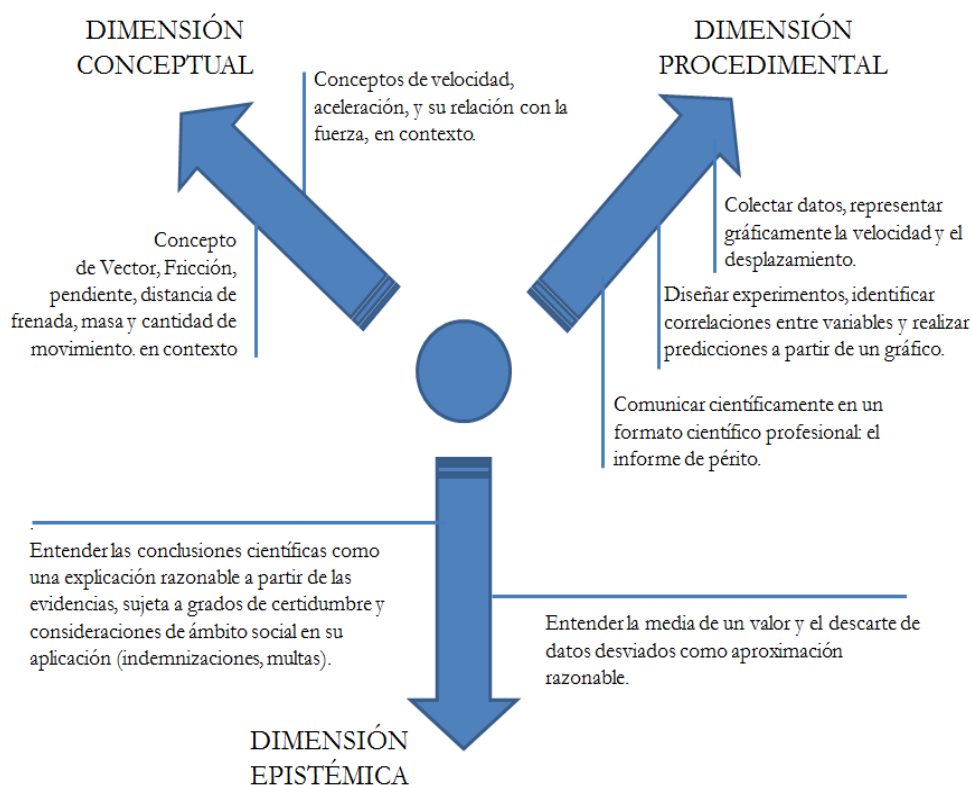 DIMENSIÓN
CONCEPTUAL
Conceptos de velocidad,
aceleración, y su relación con la
fuerza, en contexto.
Concepto
de Vector, Fricción,
pendiente, distancia de
frenada, masa y cantidad de
movimiento. en contexto
DIMENSIÓN
PROCEDIMENTAL
Colectar datos, representar
gráficamente la velocidad y el
desplazamiento.
Diseñar experimentos, identificar
correlaciones entre variables y realizar
predicciones a partir de un gráfico.
Comunicar científicamente en un
formato científico profesional: el
informe de périto.
.
Entender las conclusiones científicas como
una explicación razonable a partir de las
evidencias, sujeta a grados de certidumbre y
consideraciones de ámbito social en su
aplicación (indemnizaciones, multas).
Entender la media de un valor y el descarte de
datos desviados como aproximación
razonable.
DIMENSIÓN
EPISTÉMICA